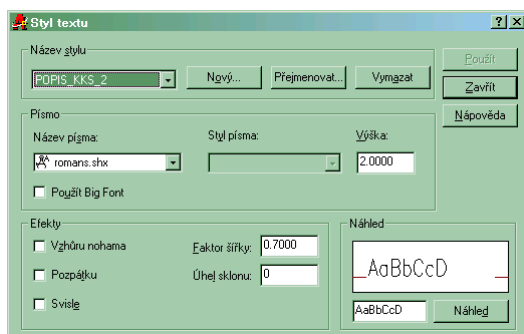 Styl textu
Název stylu
POPIS_KKS_2
Nový...
Přejmenovat...
Vymazat
Použít
Zavřít
Nápověda
Písmo
Název písma:
Styl písma:
Výška:
romans.shx
2.0000
Použít Big Font
Efekty
Vzhůru nohama
Faktor šířky:
0.7000
Pozpátku
Úhel sklonu:
0
Svisle
Náhled
AaBbCcD
AaBbCcD
Náhled